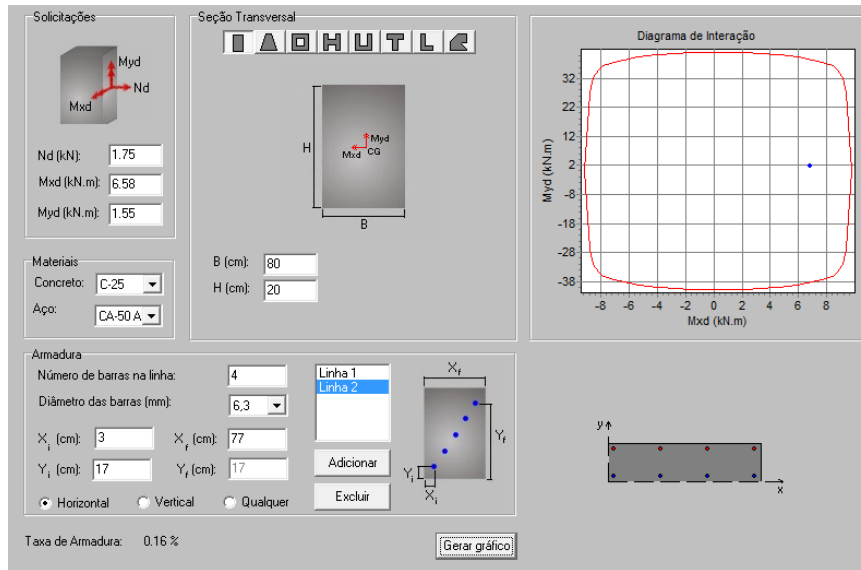 Solicitações
Myd
Nd
Mxd
Nd (kN): 1.75
Mxd (kN.m): 6.58
Myd (kN.m): 1.55
Materiais
Concreto: C-25
Aço: CA-50 A
Seção Transversal
H
Myd
Mxd CG
B
B (cm): 80
H (cm): 20
Diagrama de Interação
Myd (kN.m)
32
22
12
2
-8
-18
-28
-38
-8 -6 -4 -2 0 2 4 6 8
Mxd (kN.m)
Armadura
Número de barras na linha: 4
Diâmetro das barras (mm): 6,3
Xi (cm): 3 Xf (cm): 77
Yi (cm): 17 Yf (cm): 17
Horizontal Vertical Qualquer
Linha 1
Linha 2
Adicionar
Excluir
Xf
Yf
Yi
Xi
y
x
Taxa de Armadura: 0.16 %
Gerar gráfico